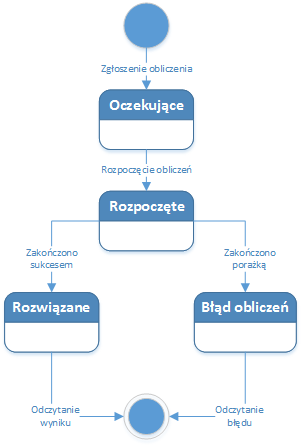 Zgłoszenie obliczenia
Oczekujące
Rozpoczęcie obliczeń
Rozpoczęte
Zakończono
sukcesem
Zakończono
porażką
Rozwiązane
Błąd obliczeń
Odczytanie
wyniku
Odczytanie
błędu